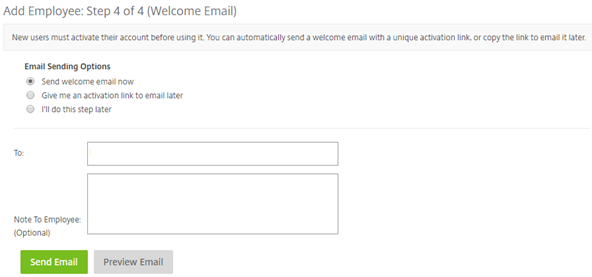 Add Employee: Step 4 of 4 (Welcome Email)
New users must activate their account before using it. You can automatically send a welcome email with a unique activation link, or copy the link to email it later.
Email Sending Options
Send welcome email now
Give me an activation link to email later
I'll do this step later
To:
Note To Employee:
(Optional)
Send Email
Preview Email